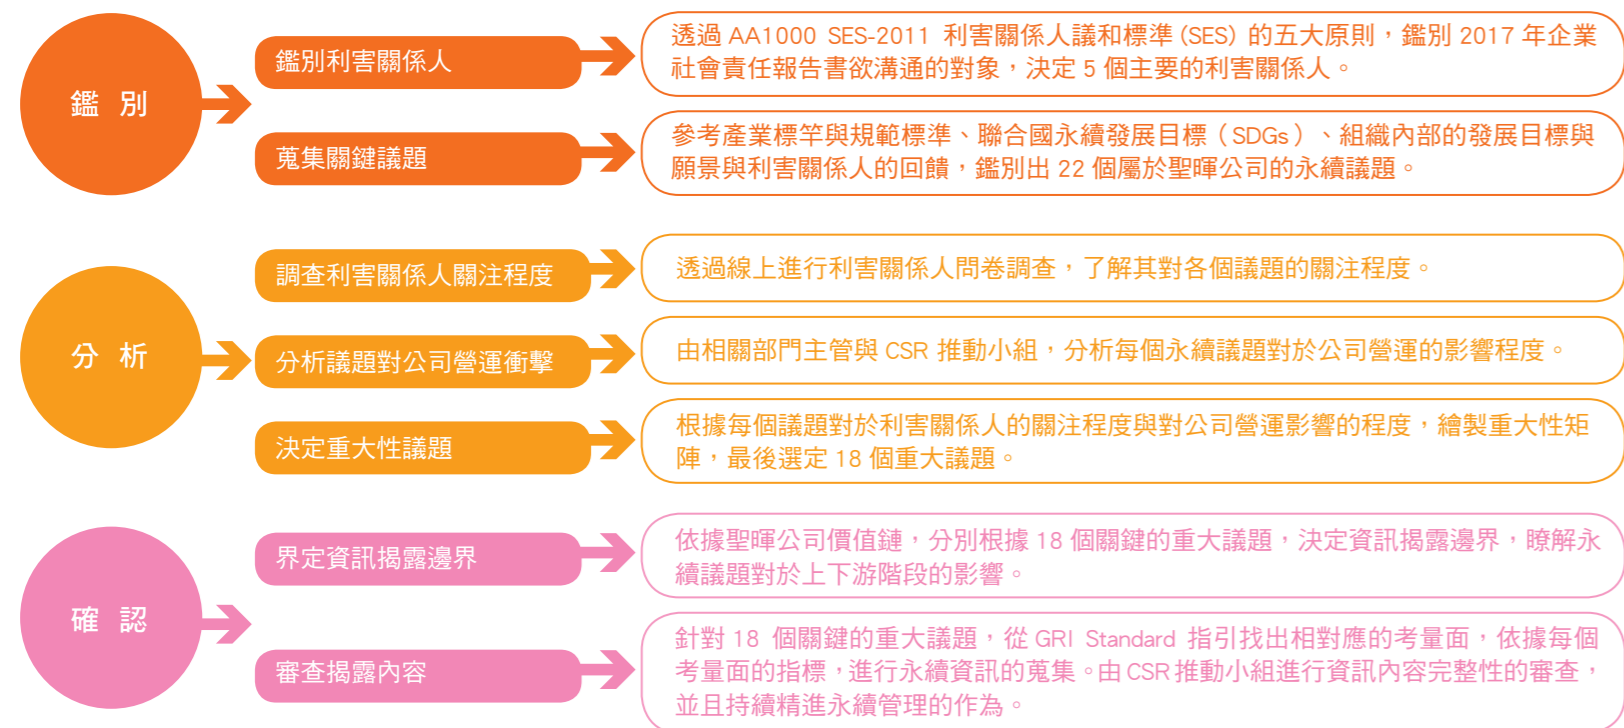 鑑 別
鑑別利害關係人
透過 AA1000 SES-2011 利害關係人議和標準 (SES) 的五大原則，鑑別 2017 年企業
社會責任報告書欲溝通的對象，決定 5 個主要的利害關係人。
蒐集關鍵議題
參考產業標竿與規範標準、聯合國永續發展目標（SDGs）、組織內部的發展目標與
願景與利害關係人的回饋，鑑別出 22 個屬於聖暉公司的永續議題。
分 析
調查利害關係人關注程度
透過線上進行利害關係人問卷調查，了解其對各個議題的關注程度。
分析議題對公司營運衝擊
由相關部門主管與 CSR 推動小組，分析每個永續議題對於公司營運的影響程度。
決定重大性議題
根據每個議題對於利害關係人的關注程度與對公司營運影響的程度，繪製重大性矩
陣，最後選定 18 個重大議題。
確 認
界定資訊揭露邊界
依據聖暉公司價值鏈，分別根據 18 個關鍵的重大議題，決定資訊揭露邊界，瞭解永
續議題對於上下游階段的影響。
審查揭露內容
針對 18 個關鍵的重大議題，從 GRI Standard 指引找出相對應的考量面，依據每個
考量面的指標，進行永續資訊的蒐集。由 CSR 推動小組進行資訊內容完整性的審查，
並且持續精進永續管理的作為。